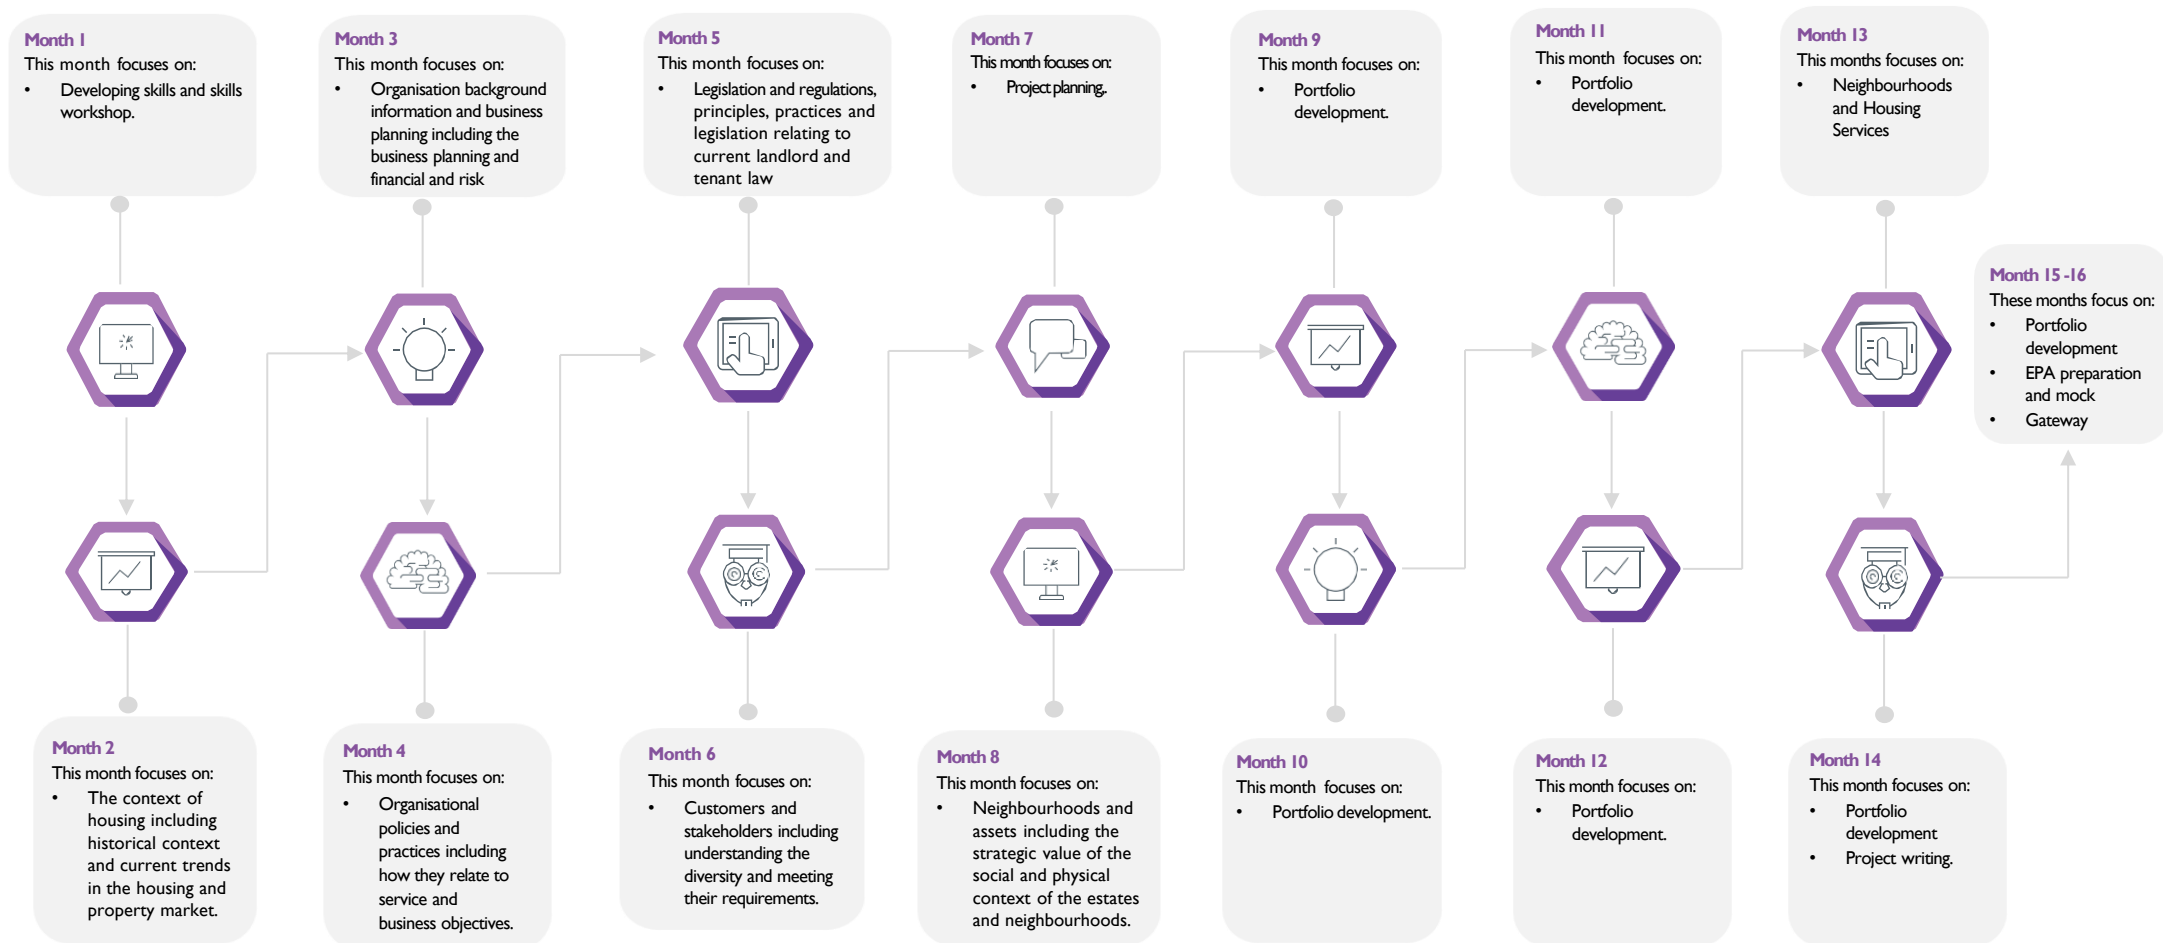 Month 1
This month focuses on:
• Developing skills and skills
workshop.
Month 2
This month focuses on:
• The context of
housing including
historical context
and current trends
in the housing and
property market.
Month 3
This month focuses on:
• Organisation background
information and business
planning including the
business planning and
financial and risk
Month 4
This month focuses on:
• Organisational
policies and
practices including
how they relate to
service and
business objectives.
Month 5
This month focuses on:
• Legislation and regulations,
principles, practices and
legislation relating to
current landlord and
tenant law
Month 6
This month focuses on:
• Customers and
stakeholders including
understanding the
diversity and meeting
their requirements.
Month 7
This month focuses on:
• Project planning.
Month 8
This month focuses on:
• Neighbourhoods and
assets including the
strategic value of the
social and physical
context of the estates
and neighbourhoods.
Month 9
This month focuses on:
• Portfolio
development.
Month 10
This month focuses on:
• Portfolio development.
Month 11
This month focuses on:
• Portfolio
development.
Month 12
This month focuses on:
• Portfolio
development.
Month 13
This months focuses on:
• Neighbourhoods
and Housing
Services
Month 14
This month focuses on:
• Portfolio
development
• Project writing.
Month 15 -16
These months focus on:
• Portfolio
development
• EPA preparation
and mock
• Gateway